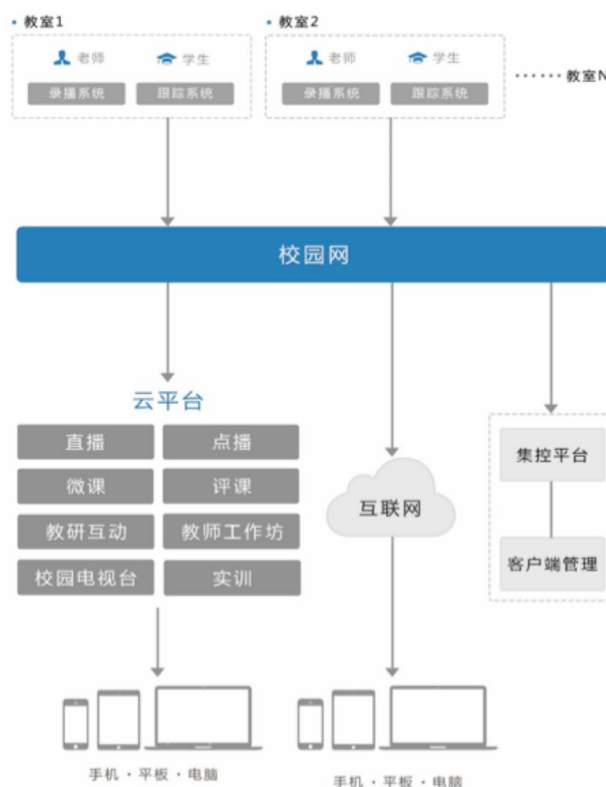 • 教室1
• 教室2
老师 学生
老师 学生
录播系统 跟踪系统
录播系统 跟踪系统
······ 教室N
校园网
云平台
直播 点播
微课 评课
教研互动 教师工作坊
校园电视台 实训
互联网
集控平台
客户端管理
手机・平板・电脑
手机・平板・电脑